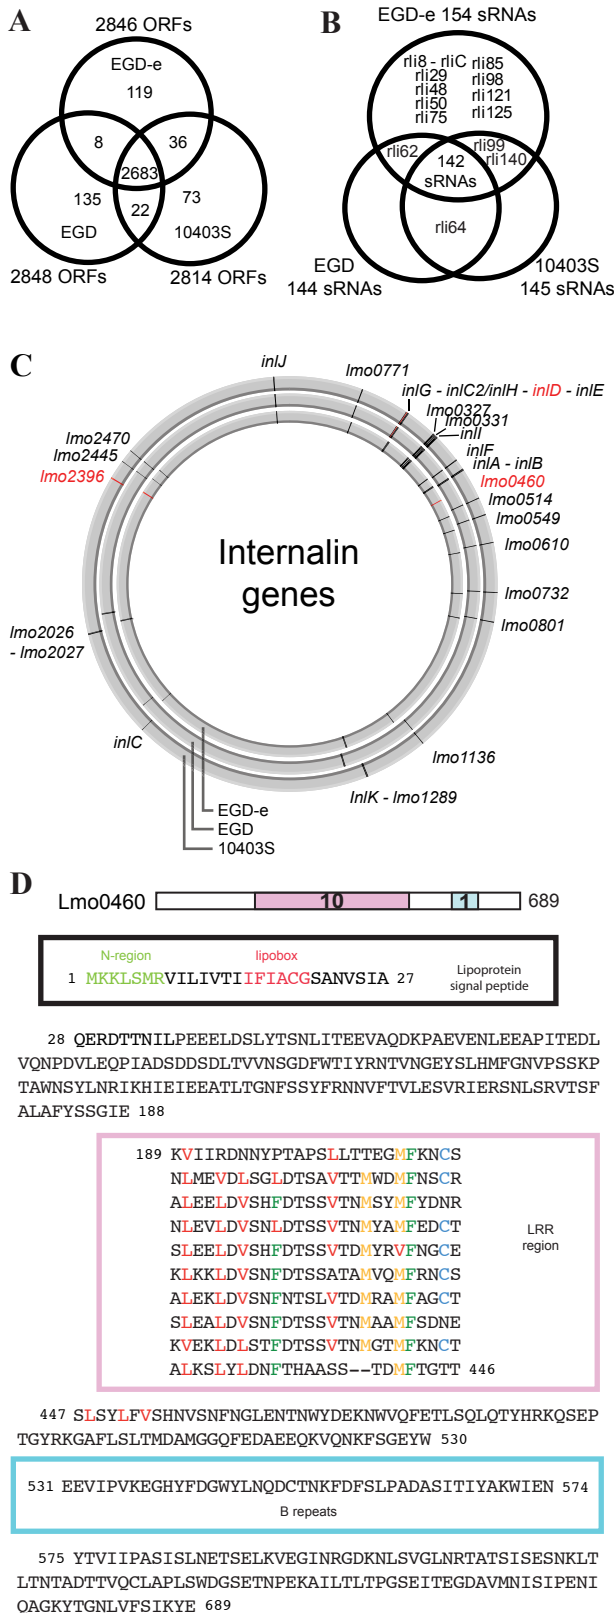 A
2846 ORFs
EGD-e
119
8
36
2683
135
22
73
EGD
10403S
2848 ORFs
2814 ORFs
B
EGD-e 154 sRNAs
rli8 - rliC
rli29
rli48
rli50
rli75
rli85
rli98
rli121
rli125
rli62
142
sRNAs
rli99
rli140
rli64
EGD
144 sRNAs
10403S
145 sRNAs
C
inlJ
lmo0771
inlG - inlC2/inlH - inlD - inlE
lmo0327
lmo0331
inlI
inlF
inlA - inlB
lmo0460
lmo0514
lmo0549
lmo0610
lmo0732
lmo0801
lmo1136
InlK - lmo1289
inlC
lmo2026
- lmo2027
lmo2396
lmo2445
lmo2470
Internalin
genes
EGD-e
EGD
10403S
D
Lmo0460
10
1
689
N-region
lipobox
1 MKKLSMRVILIVTIIFIACGSANVSIA 27
Lipoprotein
signal peptide
28 QERDTTNILPEEELDSLYTSNLITEEVAQDKPAEVENLEEAPITEDL
VQNPDVLEQPIADSDDSDLTVVNSGDFWTIYRNTVNGEYSLHMFGNVPSSKP
TAWNSYLNRIKHIEIEEATLTGNFSSYFRNNVFTVLESVRIERSNLSRVTSF
ALAFYSSGIE 188
189 KVIIRDNNYPTAPSLLTTEGMFKNCS
NLMEVDLSGLDTSAVTTMWDMFNSCR
ALEELDVSHFDTSSVTNMSYMFYDNR
NLEVLDVSNLDTSSVTNMYAMFEDCT
SLEELDVSHFDTSSVTDMYRVFNGCE
KLKKLDVSNFDTSSATAMVQMFRNCS
ALEKLDVSNFNTSLVTDMRAMFAGCT
SLEALDVSNFDTSSVTNMAAMFSDNE
KVEKLDLSTFDTSSVTNMGTMFKNCT
ALKSLYLDNFTHAASS--TDMFTGTT 446
LRR
region
447 SLSYLFVSHNVSNFNGLENTNWYDEKNWVQFETLSQLQTYHRKQSEP
TGYRKGAFLSLTMDAMGGQFEDAEEQKVQNKFSGEYW 530
531 EEVIPVKEGHYFDGWYLNQDCTNKFDFSLPADASITIYAKWIEN 574
B repeats
575 YTVIIPASISLNETSELKVEGINRGDKNLSVGLNRTATSISESNKLT
LTNTADTTVQCLAPLSWDGSETNPEKAILTLTPGSEITEGDAVMNISIPENI
QAGKYTGNLVFSIKYE 689